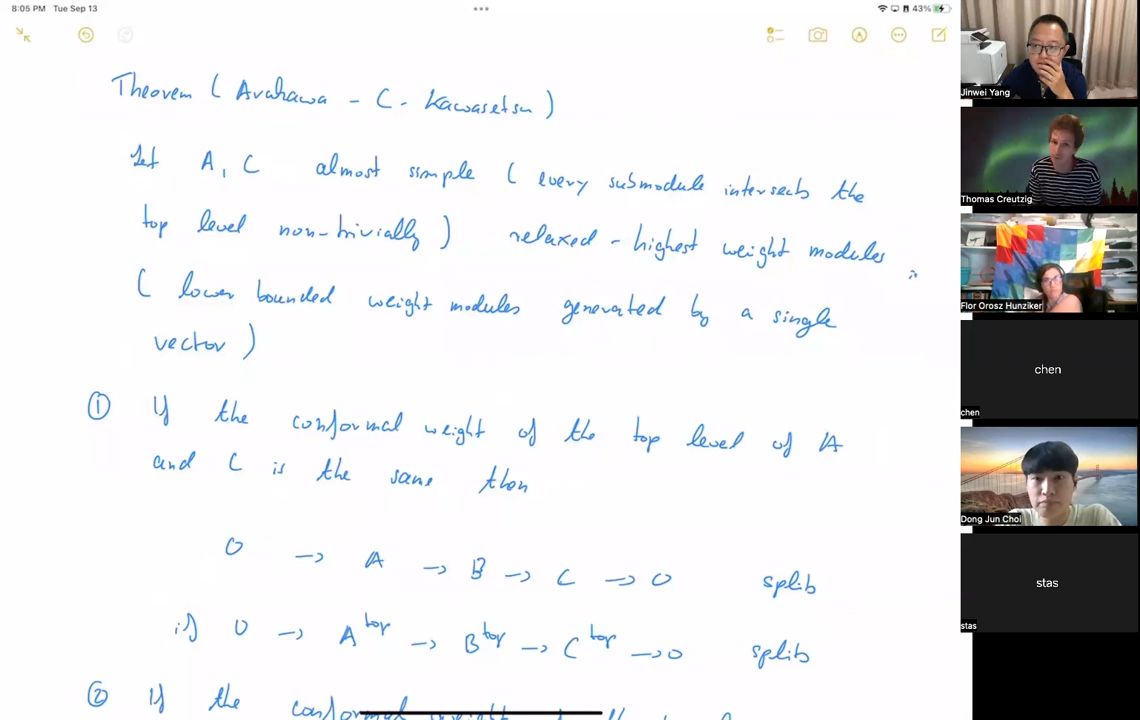 8:05 PM Tue Sep 13
43%
Theorem ( Arakawa - C - Kawasetsu )
Let A, C almost simple ( every submodule intersects the
top level non-trivially ) relaxed - highest weight modules
( lower bounded weight modules generated by a single
vector )
① If the conformal weight of the top level of A
and C is the same then
0 → A → B → C → 0 splits
if 0 → A^top → B^top → C^top → 0 splits
② If the
Jinwei Yang
Thomas Creutzig
Flor Orosz Hunziker
chen
chen
Dong Jun Choi
stas
stas